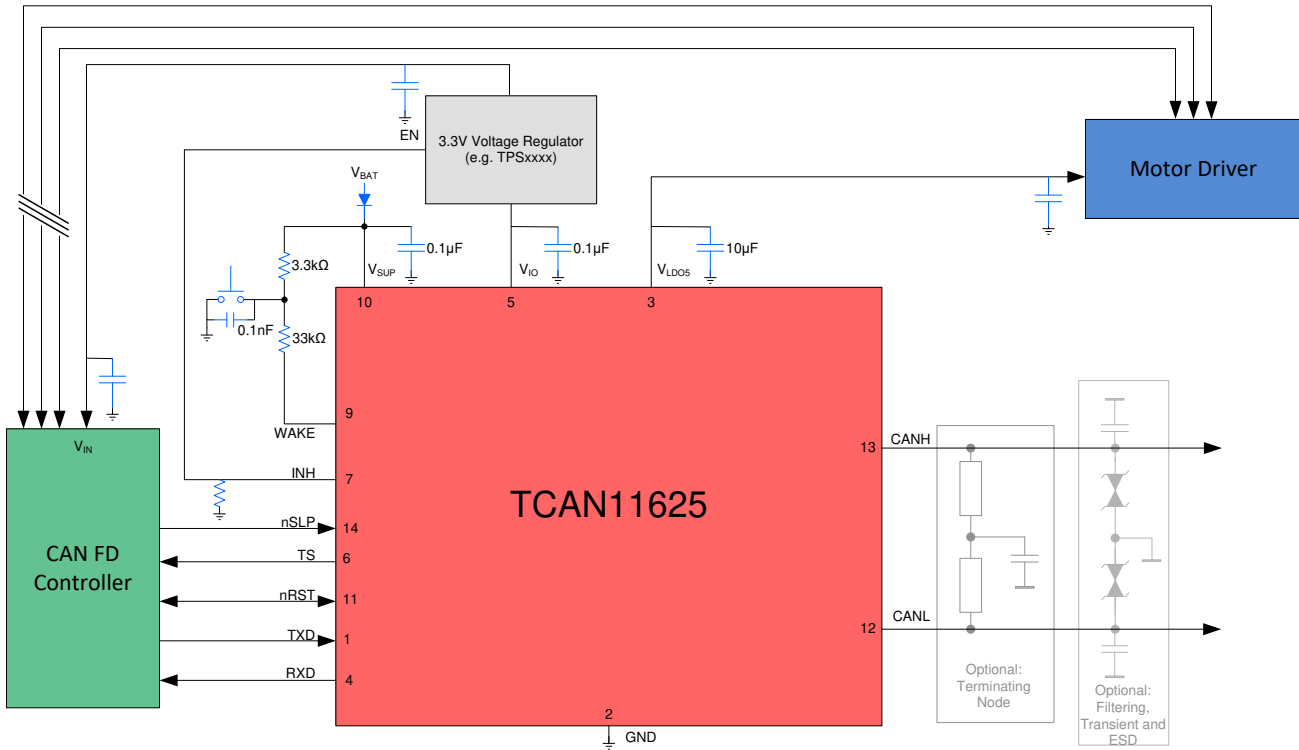 EN
3.3V Voltage Regulator
(e.g. TPSxxxx)
Motor Driver
VBAT
0.1µF
0.1µF
10µF
3.3kΩ
VSUP
VIO
VLDO5
10
5
3
0.1nF
33kΩ
9
WAKE
VIN
CANH
13
INH
7
TCAN11625
nSLP
14
CAN FD
Controller
TS
6
nRST
11
TXD
1
CANL
12
RXD
4
Optional:
Terminating
Node
Optional:
Filtering,
Transient and
ESD
2
GND